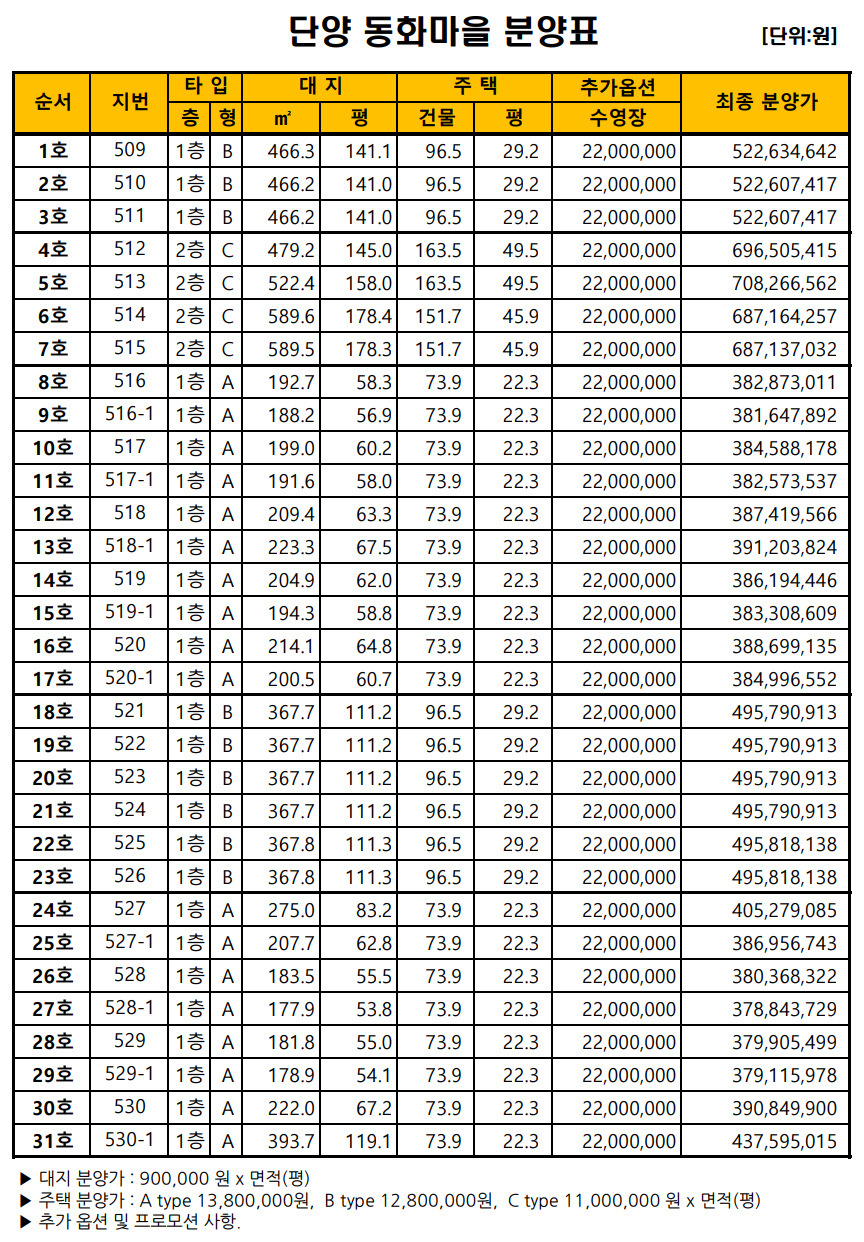 단양 동화마을 분양표
[단위:원]
순서 지번 타 입 대 지 주 택 추가옵션 최종 분양가
층 형 ㎡ 평 건물 평 수영장
1호 509 1층 B 466.3 141.1 96.5 29.2 22,000,000 522,634,642
2호 510 1층 B 466.2 141.0 96.5 29.2 22,000,000 522,607,417
3호 511 1층 B 466.2 141.0 96.5 29.2 22,000,000 522,607,417
4호 512 2층 C 479.2 145.0 163.5 49.5 22,000,000 696,505,415
5호 513 2층 C 522.4 158.0 163.5 49.5 22,000,000 708,266,562
6호 514 2층 C 589.6 178.4 151.7 45.9 22,000,000 687,164,257
7호 515 2층 C 589.5 178.3 151.7 45.9 22,000,000 687,137,032
8호 516 1층 A 192.7 58.3 73.9 22.3 22,000,000 382,873,011
9호 516-1 1층 A 188.2 56.9 73.9 22.3 22,000,000 381,647,892
10호 517 1층 A 199.0 60.2 73.9 22.3 22,000,000 384,588,178
11호 517-1 1층 A 191.6 58.0 73.9 22.3 22,000,000 382,573,537
12호 518 1층 A 209.4 63.3 73.9 22.3 22,000,000 387,419,566
13호 518-1 1층 A 223.3 67.5 73.9 22.3 22,000,000 391,203,824
14호 519 1층 A 204.9 62.0 73.9 22.3 22,000,000 386,194,446
15호 519-1 1층 A 194.3 58.8 73.9 22.3 22,000,000 383,308,609
16호 520 1층 A 214.1 64.8 73.9 22.3 22,000,000 388,699,135
17호 520-1 1층 A 200.5 60.7 73.9 22.3 22,000,000 384,996,552
18호 521 1층 B 367.7 111.2 96.5 29.2 22,000,000 495,790,913
19호 522 1층 B 367.7 111.2 96.5 29.2 22,000,000 495,790,913
20호 523 1층 B 367.7 111.2 96.5 29.2 22,000,000 495,790,913
21호 524 1층 B 367.7 111.2 96.5 29.2 22,000,000 495,790,913
22호 525 1층 B 367.8 111.3 96.5 29.2 22,000,000 495,818,138
23호 526 1층 B 367.8 111.3 96.5 29.2 22,000,000 495,818,138
24호 527 1층 A 275.0 83.2 73.9 22.3 22,000,000 405,279,085
25호 527-1 1층 A 207.7 62.8 73.9 22.3 22,000,000 386,956,743
26호 528 1층 A 183.5 55.5 73.9 22.3 22,000,000 380,368,322
27호 528-1 1층 A 177.9 53.8 73.9 22.3 22,000,000 378,843,729
28호 529 1층 A 181.8 55.0 73.9 22.3 22,000,000 379,905,499
29호 529-1 1층 A 178.9 54.1 73.9 22.3 22,000,000 379,115,978
30호 530 1층 A 222.0 67.2 73.9 22.3 22,000,000 390,849,900
31호 530-1 1층 A 393.7 119.1 73.9 22.3 22,000,000 437,595,015
▶ 대지 분양가 : 900,000 원 x 면적(평)
▶ 주택 분양가 : A type 13,800,000원, B type 12,800,000원, C type 11,000,000 원 x 면적(평)
▶ 추가 옵션 및 프로모션 사항.